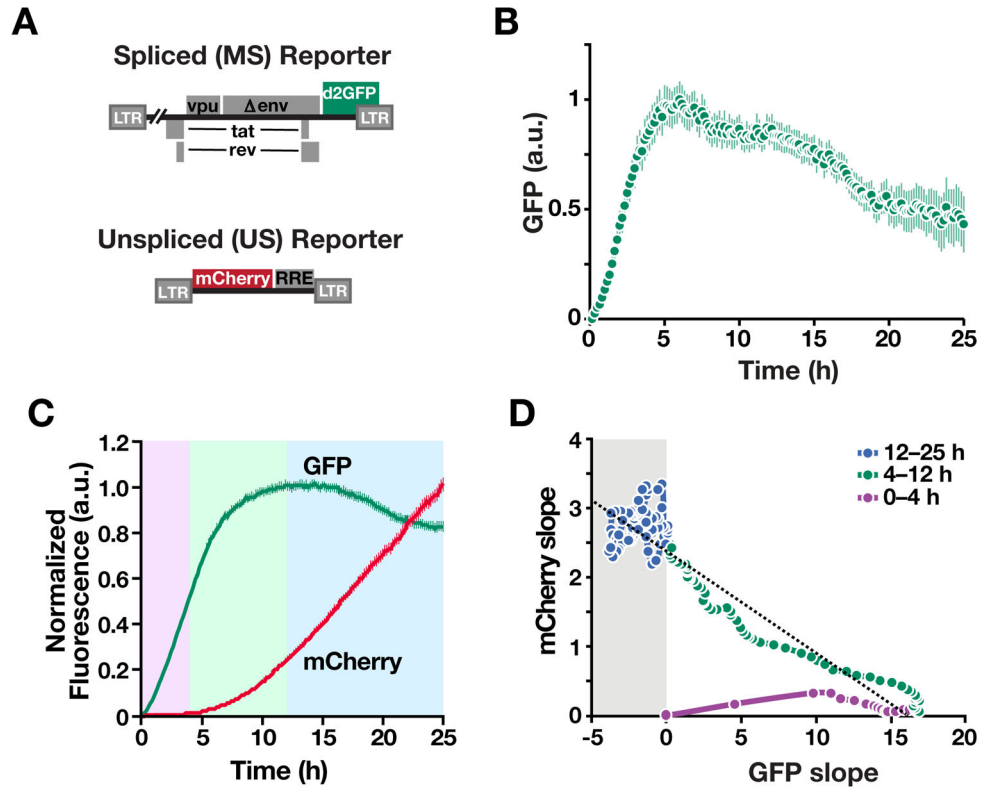 A
Spliced (MS) Reporter
d2GFP
vpu Δenv
LTR LTR
tat
rev
Unspliced (US) Reporter
mCherry RRE
LTR LTR
B
GFP (a.u.)
1
0.5
0
0 5 10 15 20 25
Time (h)
C
Normalized
Fluorescence (a.u.)
1.2
1.0
0.8
0.6
0.4
0.2
0
GFP
mCherry
0 5 10 15 20 25
Time (h)
D
mCherry slope
4
3
2
1
0
12–25 h
4–12 h
0–4 h
-5 0 5 10 15 20
GFP slope